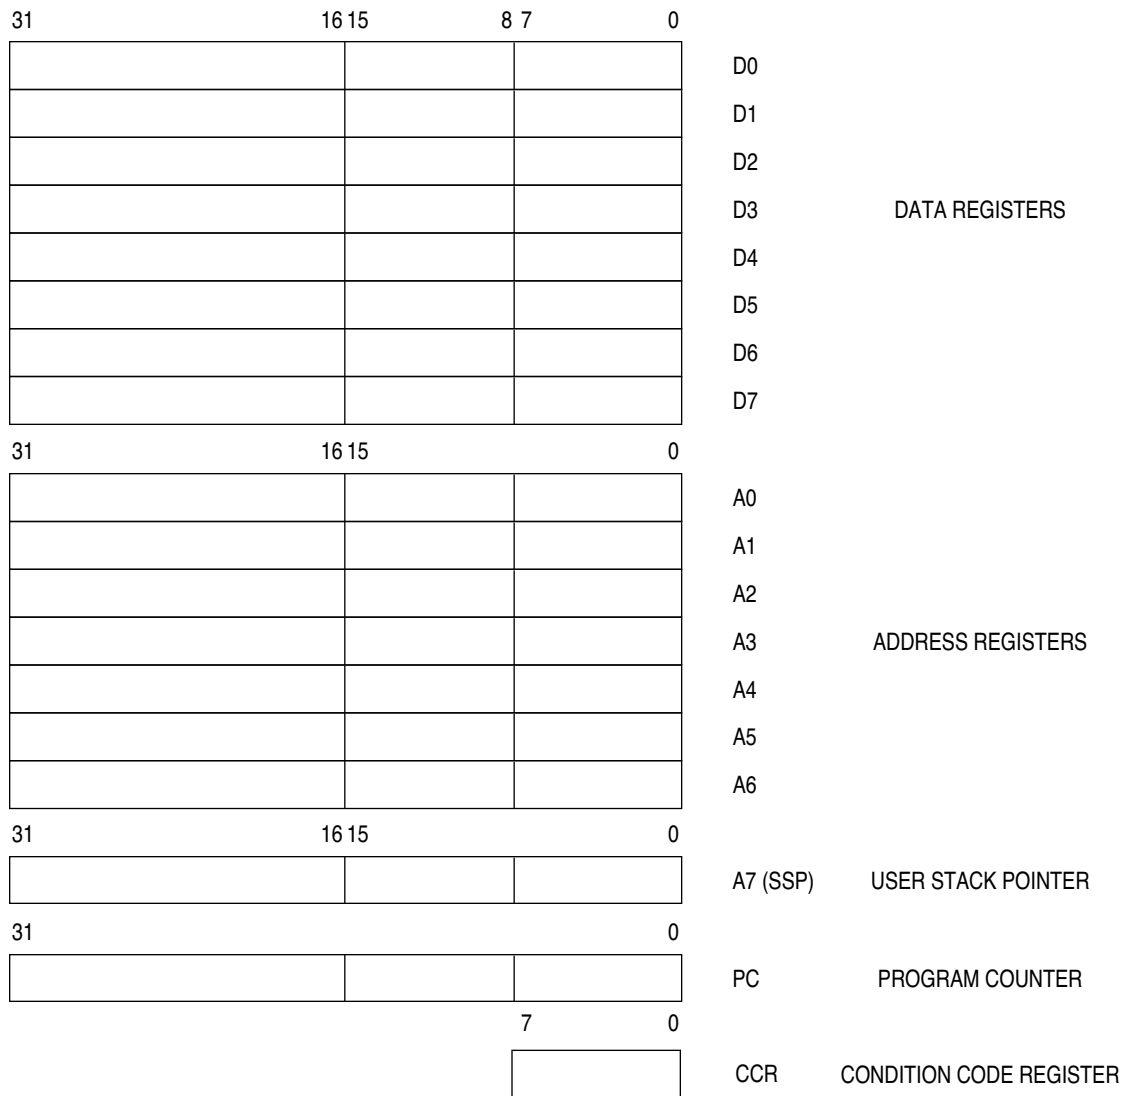 31 16 15 8 7 0
D0
D1
D2
D3 DATA REGISTERS
D4
D5
D6
D7
31 16 15 0
A0
A1
A2
A3 ADDRESS REGISTERS
A4
A5
A6
31 16 15 0
A7 (SSP) USER STACK POINTER
31 0
PC PROGRAM COUNTER
7 0
CCR CONDITION CODE REGISTER